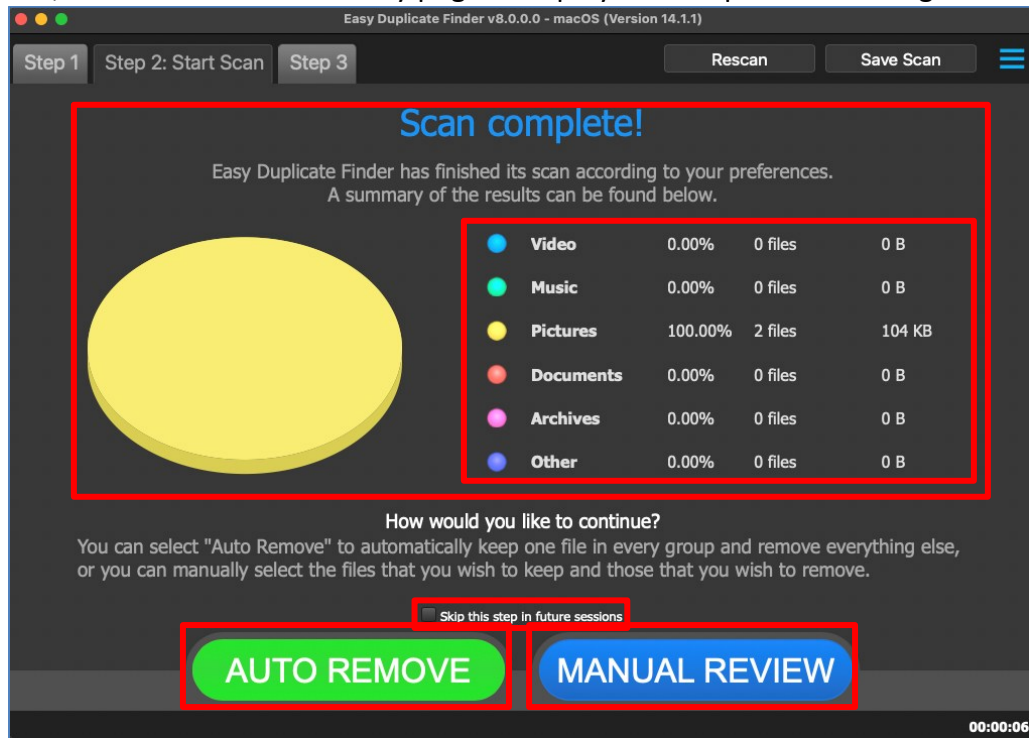 Easy Duplicate Finder v8.0.0.0 - macOS (Version 14.1.1)
Step 1 Step 2: Start Scan Step 3 Rescan Save Scan
Scan complete!
Easy Duplicate Finder has finished its scan according to your preferences.
A summary of the results can be found below.
Video 0.00% 0 files 0 B
Music 0.00% 0 files 0 B
Pictures 100.00% 2 files 104 KB
Documents 0.00% 0 files 0 B
Archives 0.00% 0 files 0 B
Other 0.00% 0 files 0 B
How would you like to continue?
You can select "Auto Remove" to automatically keep one file in every group and remove everything else,
or you can manually select the files that you wish to keep and those that you wish to remove.
Skip this step in future sessions
AUTO REMOVE MANUAL REVIEW
00:00:06